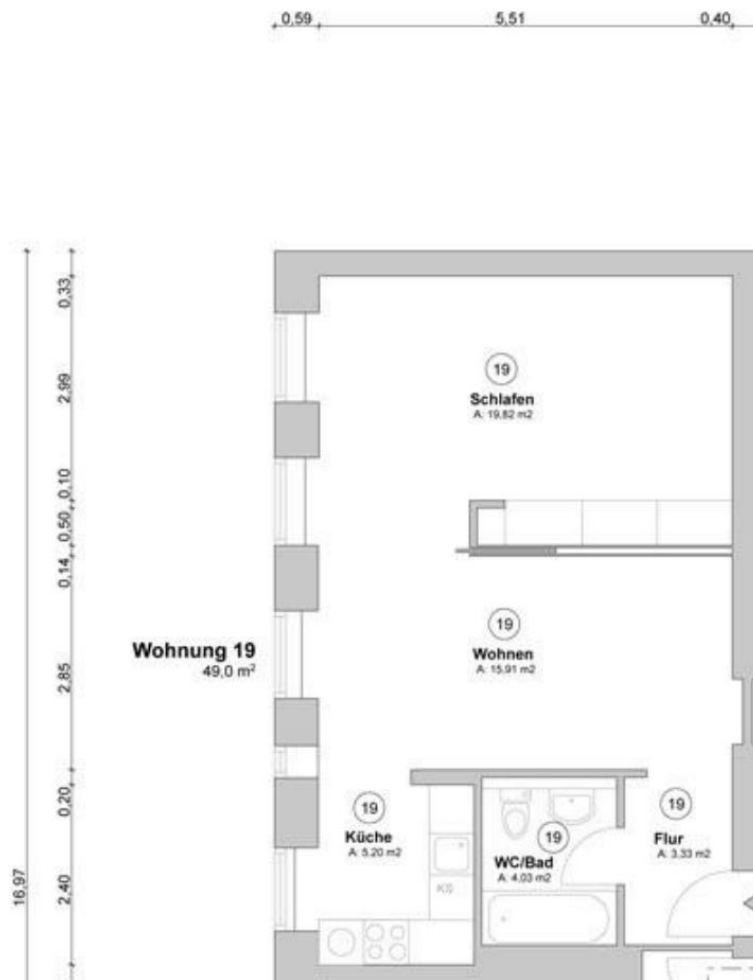 0,59 5,51 0,40
0,33
2,99
0,10
0,50
0,14
2,85
0,20
2,40
16,97
19
Schlafen
A: 19,82 m2
Wohnung 19
49,0 m²
19
Wohnen
A: 15,91 m2
19
Küche
A: 5,20 m2
KS
19
WC/Bad
A: 4,03 m2
19
Flur
A: 3,33 m2